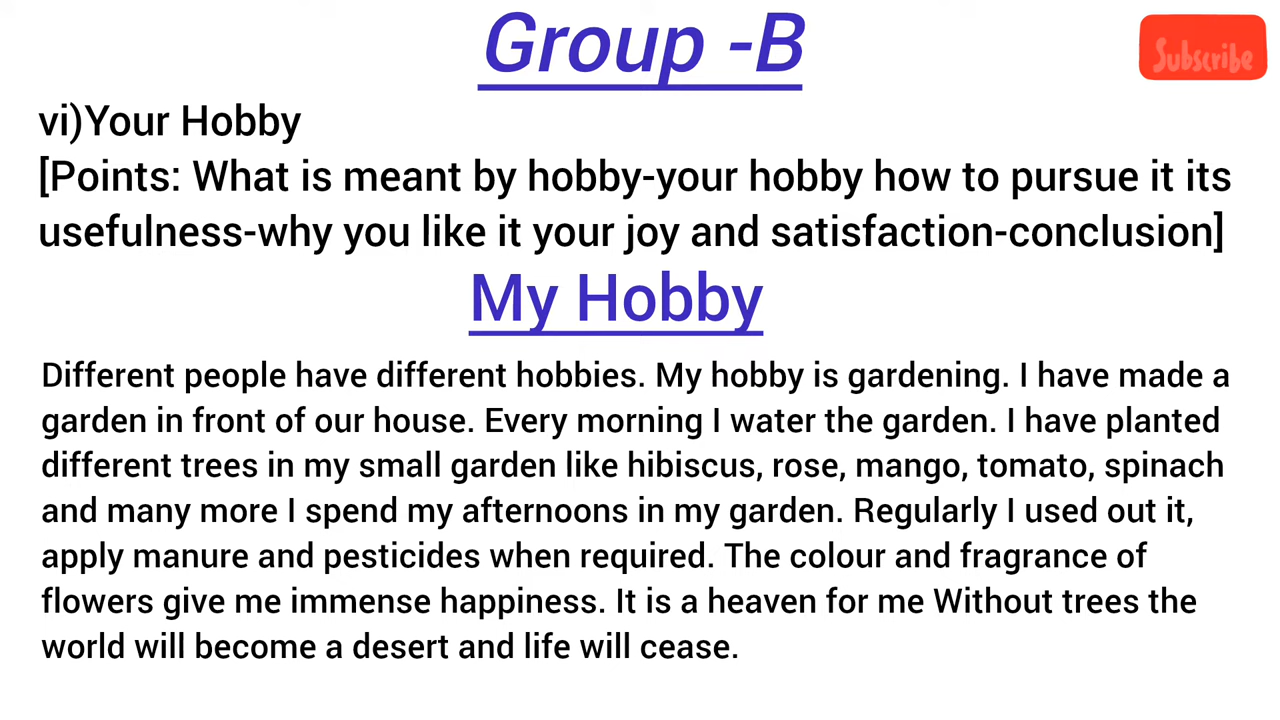 Group -B
Subscribe
vi)Your Hobby
[Points: What is meant by hobby-your hobby how to pursue it its
usefulness-why you like it your joy and satisfaction-conclusion]
My Hobby
Different people have different hobbies. My hobby is gardening. I have made a
garden in front of our house. Every morning I water the garden. I have planted
different trees in my small garden like hibiscus, rose, mango, tomato, spinach
and many more I spend my afternoons in my garden. Regularly I used out it,
apply manure and pesticides when required. The colour and fragrance of
flowers give me immense happiness. It is a heaven for me Without trees the
world will become a desert and life will cease.